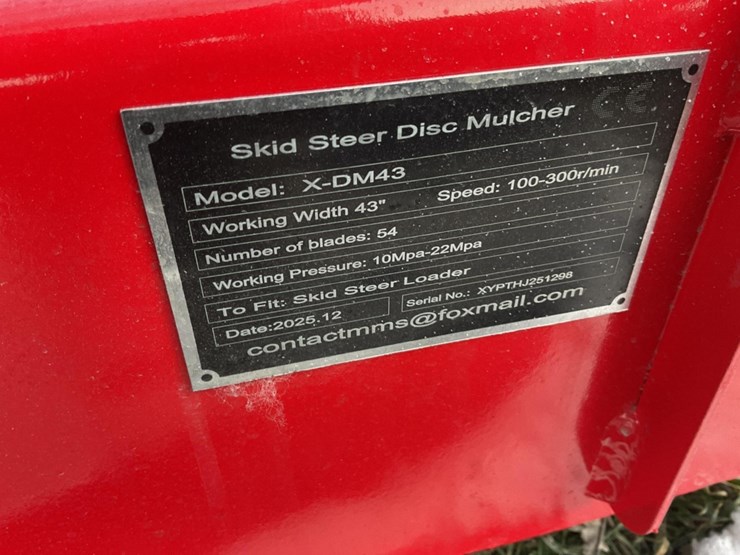 CE
Skid Steer Disc Mulcher
Model: X-DM43
Working Width 43" Speed: 100-300r/min
Number of blades: 54
Working Pressure: 10Mpa-22Mpa
To Fit: Skid Steer Loader
Date:2025.12 Serial No.: XYPTHJ251298
contactmms@foxmail.com